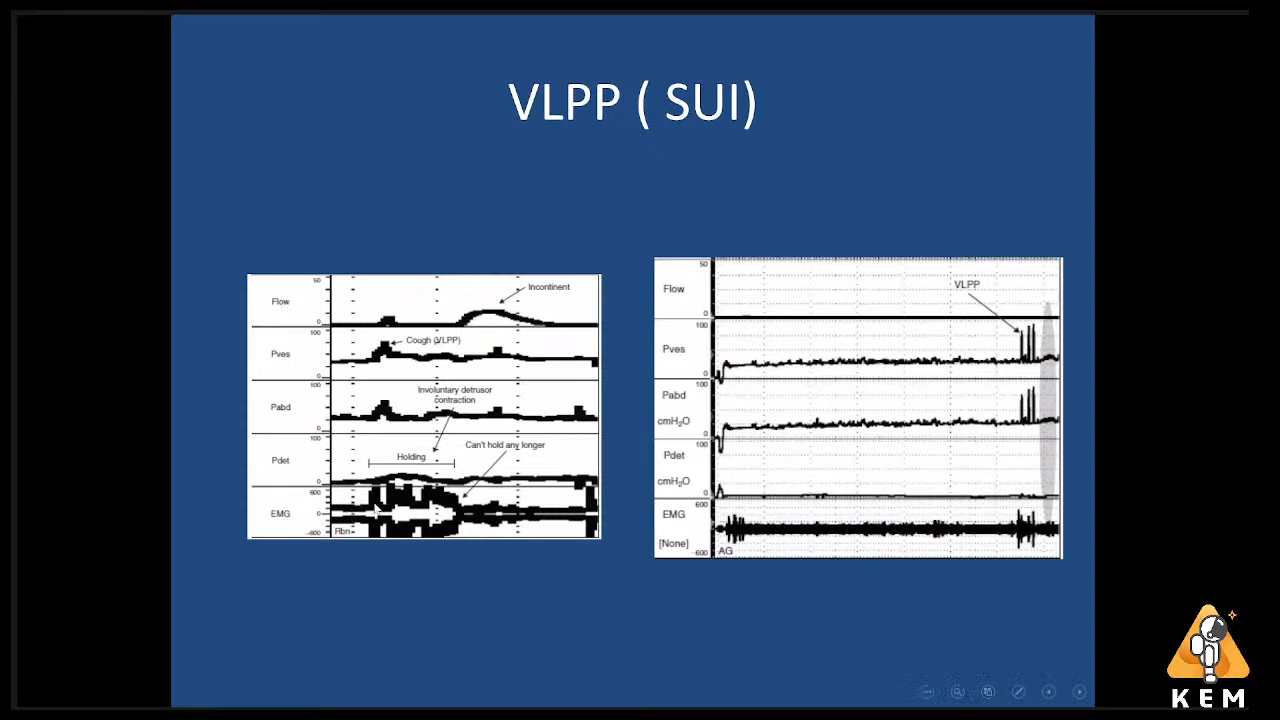 VLPP ( SUI)
50
Flow
0
Incontinent
100
Pves
0
Cough (VLPP)
100
Pabd
0
Involuntary detrusor
contraction
100
Pdet
0
Holding
Can't hold any longer
600
EMG
0
-600
Rbn
50
Flow
0
VLPP
100
Pves
0
100
Pabd
cmH₂O
0
100
Pdet
cmH₂O
0
600
EMG
[None]
600
AG
KEM